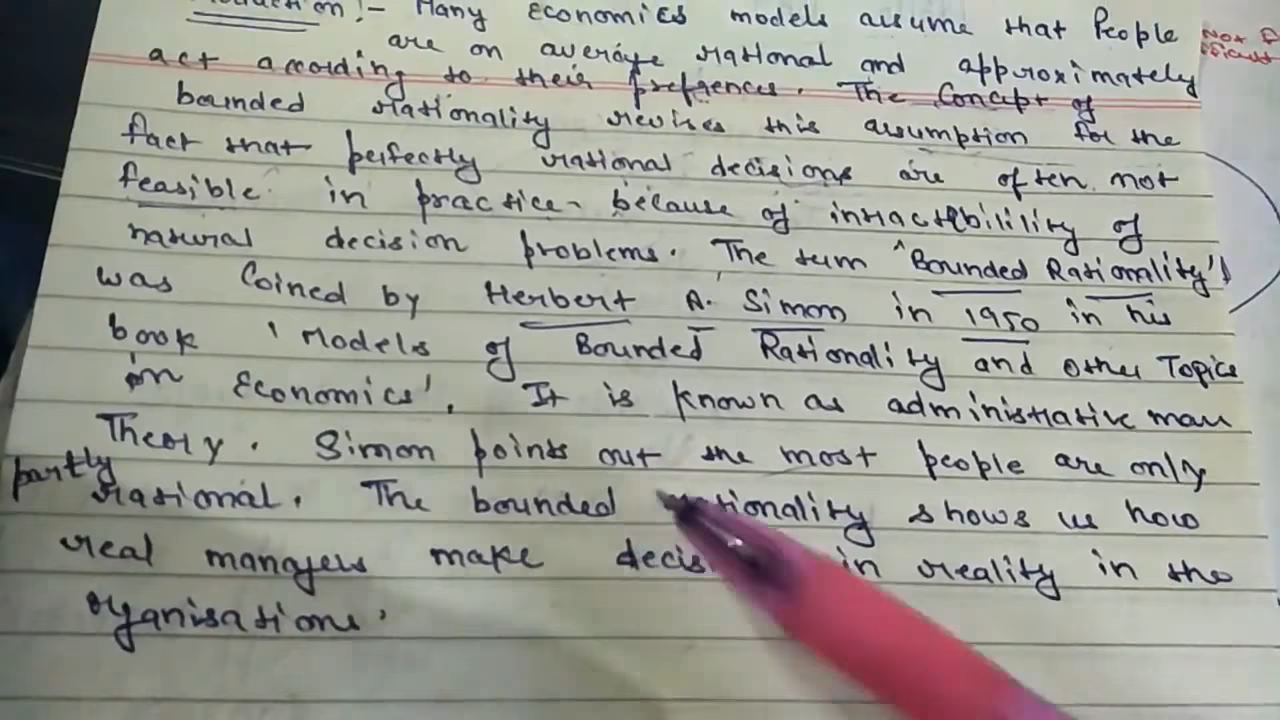 :- Many economics models assume that People
are on average rational and approximately
act according to their prefrences. The Concept of
bounded rationality revises this assumption for the
fact that perfectly rational decisions are often not
feasible in practice because of intractability of
natural decision problems. The term 'Bounded Rationality'
was Coined by Herbert A. Simon in 1950 in his
book 'Models of Bounded Rationality and other Topics
in Economics'. It is known as administrative man
Theory. Simon points out the most people are only
partly rational. The bounded rationality shows us how
real managers make in reality in the
organisations.
Not